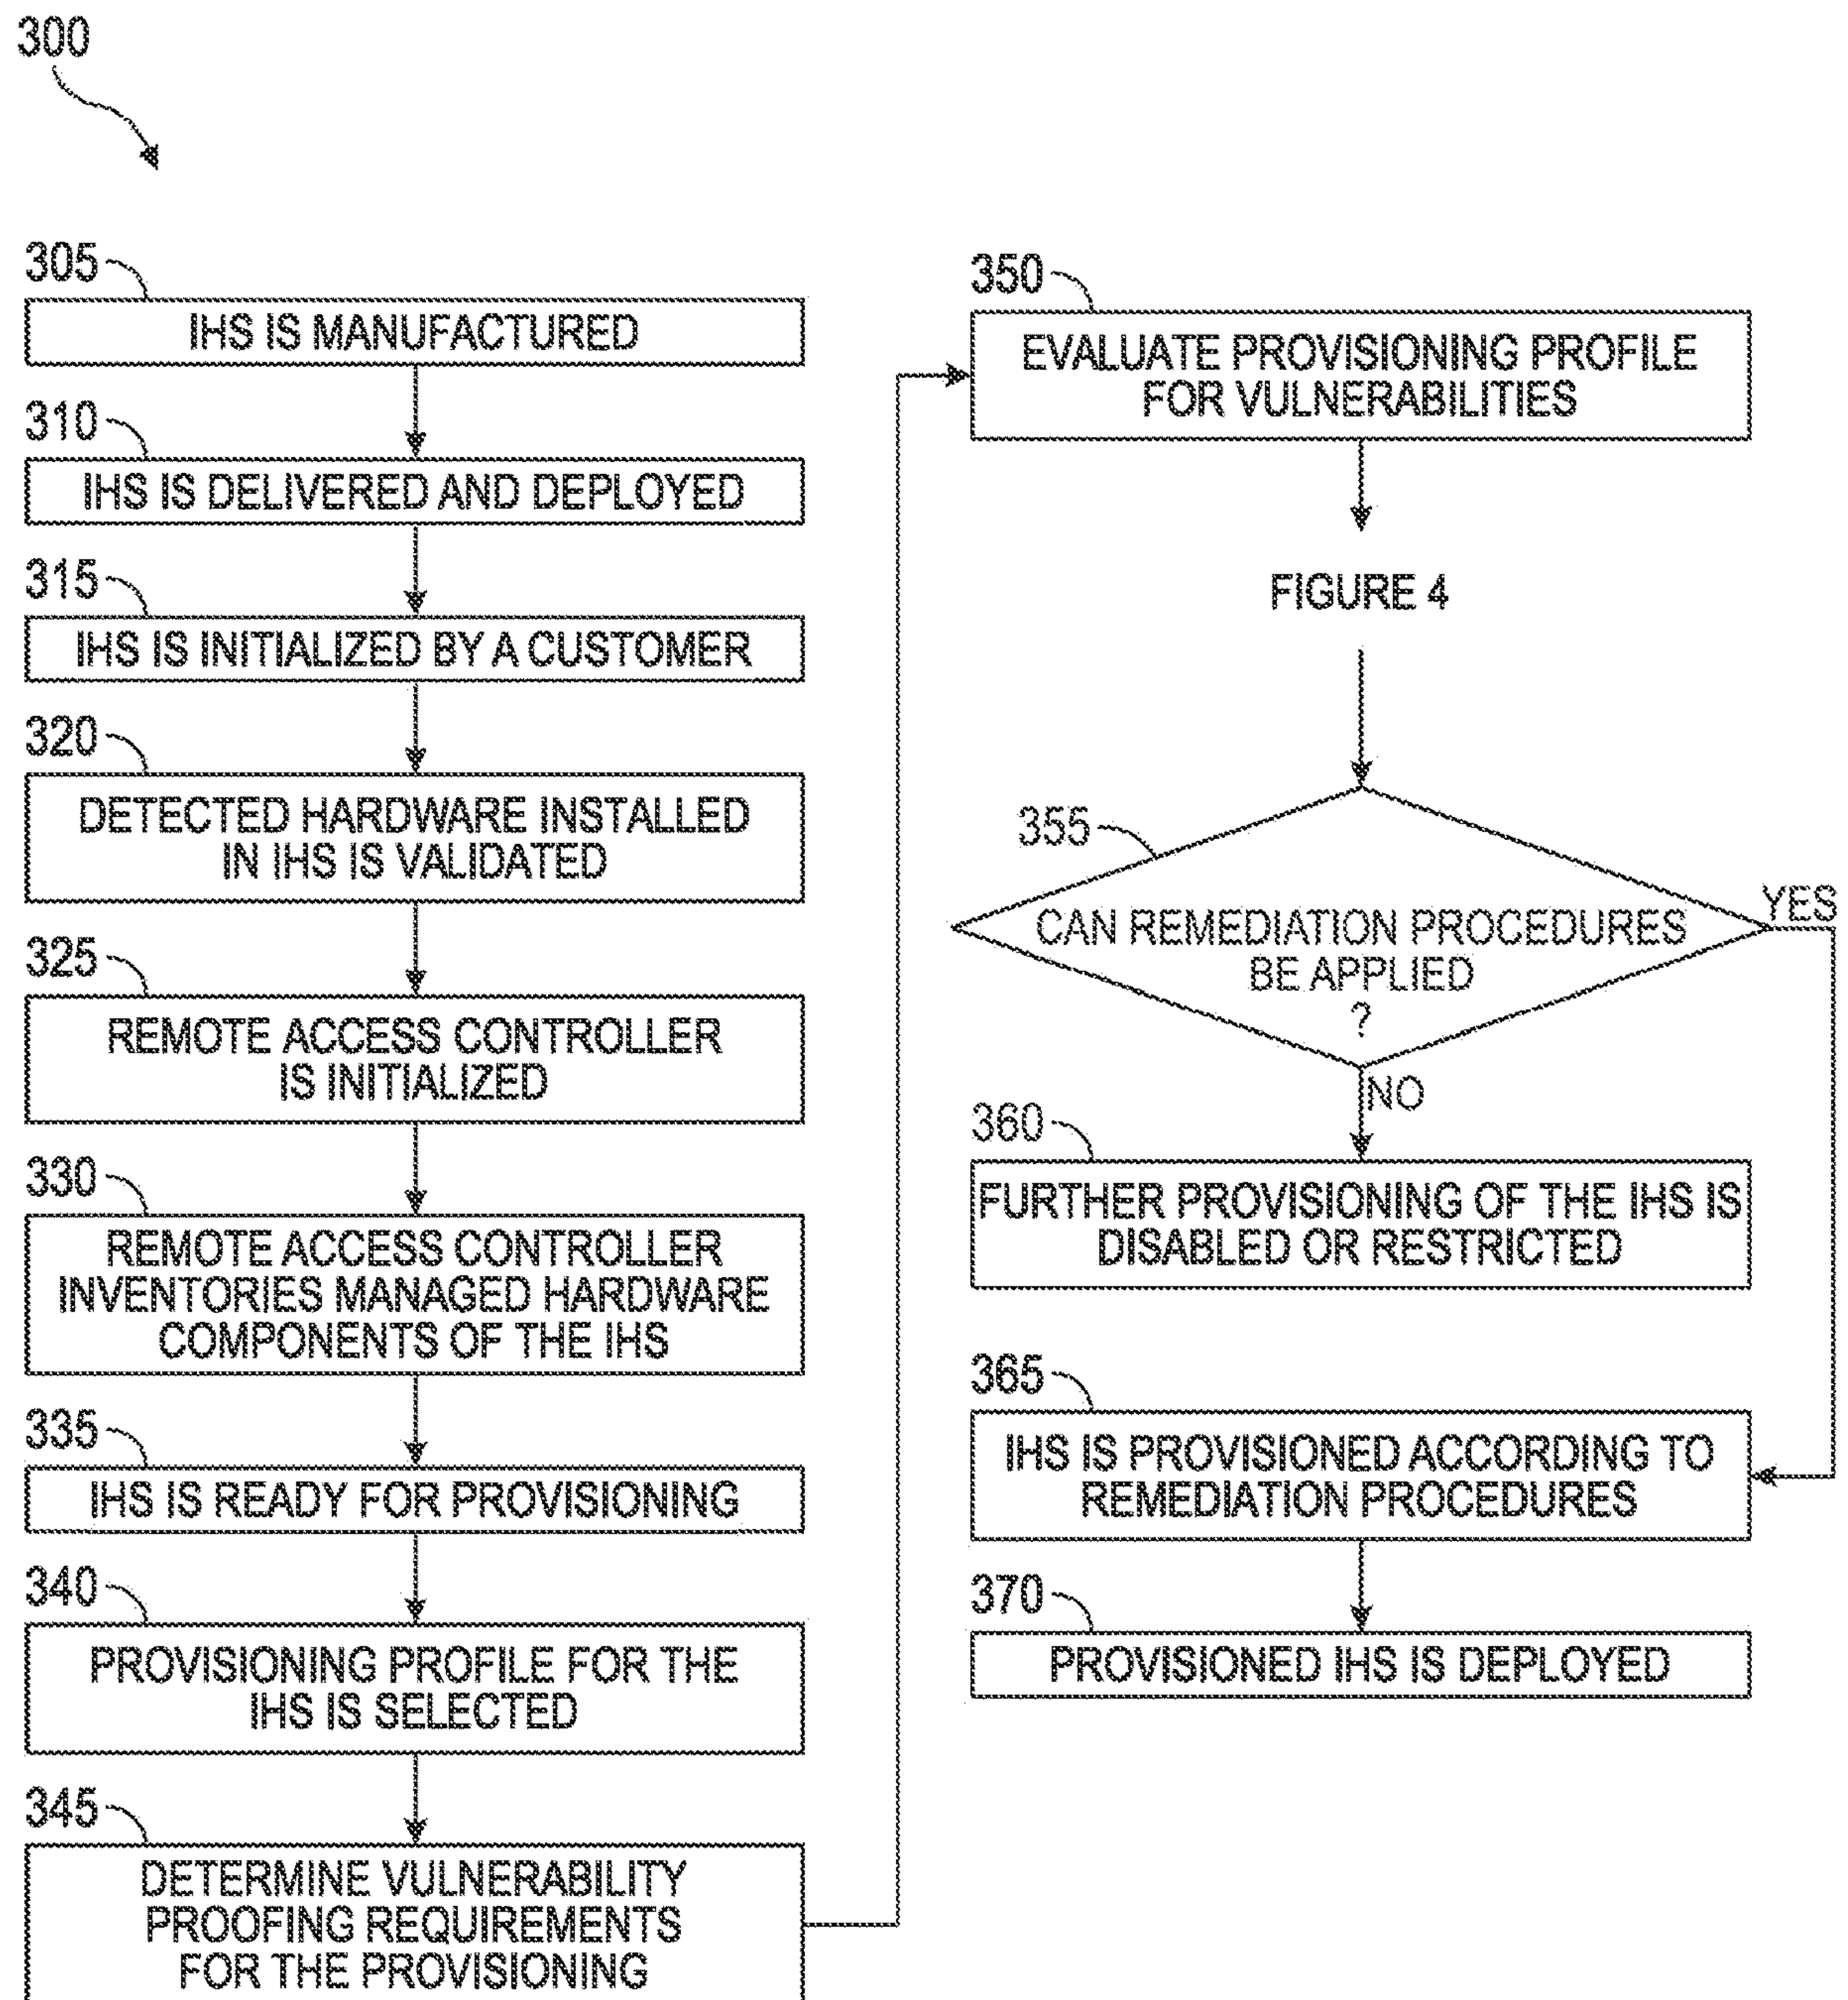 300
305
IHS IS MANUFACTURED
310
IHS IS DELIVERED AND DEPLOYED
315
IHS IS INITIALIZED BY A CUSTOMER
320
DETECTED HARDWARE INSTALLED
IN IHS IS VALIDATED
325
REMOTE ACCESS CONTROLLER
IS INITIALIZED
330
REMOTE ACCESS CONTROLLER
INVENTORIES MANAGED HARDWARE
COMPONENTS OF THE IHS
335
IHS IS READY FOR PROVISIONING
340
PROVISIONING PROFILE FOR THE
IHS IS SELECTED
345
DETERMINE VULNERABILITY
PROOFING REQUIREMENTS
FOR THE PROVISIONING
350
EVALUATE PROVISIONING PROFILE
FOR VULNERABILITIES
FIGURE 4
355
CAN REMEDIATION PROCEDURES
BE APPLIED
?
YES
NO
360
FURTHER PROVISIONING OF THE IHS IS
DISABLED OR RESTRICTED
365
IHS IS PROVISIONED ACCORDING TO
REMEDIATION PROCEDURES
370
PROVISIONED IHS IS DEPLOYED